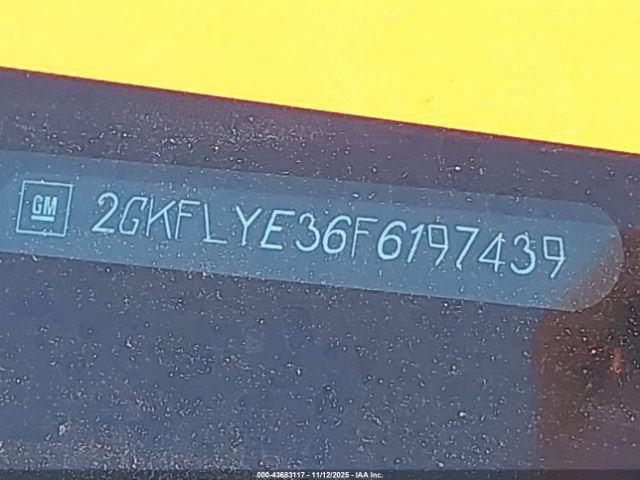 GM 2GKFLYE36F6197439
000-43683117 - 11/12/2025 - IAA Inc.